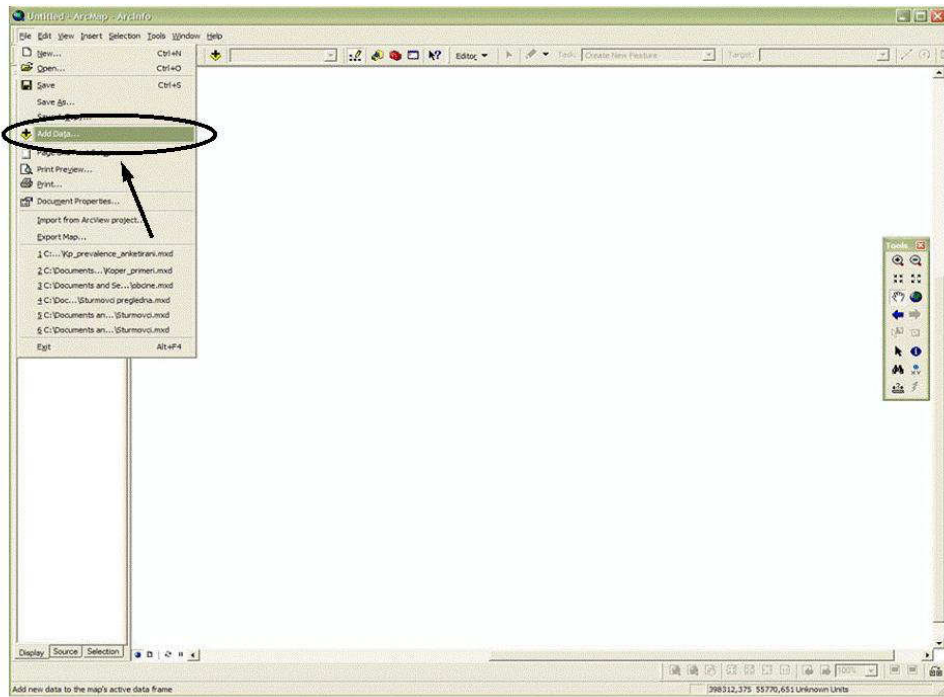 Untitled - ArcMap - ArcInfo
File Edit View Insert Selection Tools Window Help
Editor Task: Create New Feature Target:
New... Ctrl+N
Open... Ctrl+O
Save Ctrl+S
Save As...
Add Data...
Print Preview...
Print...
Document Properties...
Import from ArcView project...
Export Map...
1 C:...\Kp_prevalence_anketirani.mxd
2 C:\Documents...\Koper_primeri.mxd
3 C:\Documents and Se...\obcine.mxd
4 C:\Doc...\Sturmovci pregledna.mxd
5 C:\Documents an...\Sturmovci.mxd
6 C:\Documents an...\Sturmovci.mxd
Exit Alt+F4
Tools
Display Source Selection
100%
Add new data to the map's active data frame
398312,375 55770,651 Unknown Units